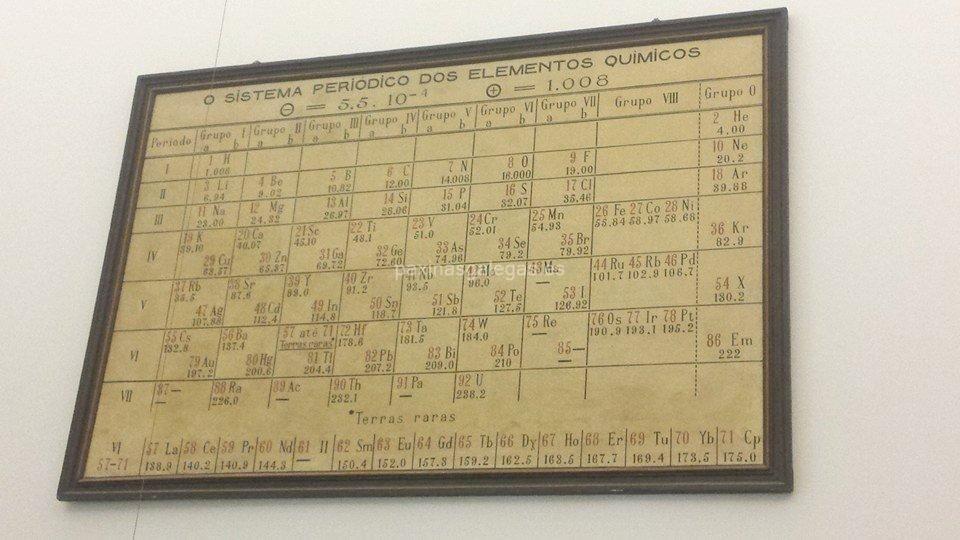 O SISTEMA PERÍODICO DOS ELEMENTOS QUÍMICOS
⊖ = 5.5. 10⁻⁴ ⊕ = 1.008
Período Grupo I Grupo II Grupo III Grupo IV Grupo V Grupo VI Grupo VII Grupo VIII Grupo 0
a b a b a b a b a b a b a b
I 1 H 2 He
1.008 4.00
II 3 Li 4 Be 5 B 6 C 7 N 8 O 9 F 10 Ne
6.94 9.02 10.82 12.00 14.008 16.000 19.00 20.2
III 11 Na 12 Mg 13 Al 14 Si 15 P 16 S 17 Cl 18 Ar
23.00 24.32 26.97 28.06 31.04 32.07 35.46 39.88
IV 19 K 20 Ca 21 Sc 22 Ti 23 V 24 Cr 25 Mn 26 Fe 27 Co 28 Ni
39.10 40.07 45.10 48.1 51.0 52.01 54.93 55.84 58.97 58.68
29 Cu 30 Zn 31 Ga 32 Ge 33 As 34 Se 35 Br 36 Kr
63.57 65.37 69.72 72.60 74.96 79.2 79.92 82.9
paxinasgalegas.es
V 37 Rb 38 Sr 39 Y 40 Zr 41 Nb 43 Ma 44 Ru 45 Rb 46 Pd
85.5 87.6 89.0 91.2 93.5 96.0 — 101.7 102.9 106.7
47 Ag 48 Cd 49 In 50 Sn 51 Sb 52 Te 53 I 54 X
107.88 112.4 114.8 118.7 121.8 127.5 126.92 130.2
VI 55 Cs 56 Ba 57 até 71 72 Hf 73 Ta 74 W 75 Re 76 Os 77 Ir 78 Pt
132.8 137.4 Terras raras* 178.6 181.5 184.0 — 190.9 193.1 195.2
79 Au 80 Hg 81 Tl 82 Pb 83 Bi 84 Po 85 — 86 Em
197.2 200.6 204.4 207.2 209.0 210 — 222
VII 87 — 88 Ra 89 Ac 90 Th 91 Pa 92 U
— 226.0 — 232.1 — 238.2
*Terras raras
VI 57 La 58 Ce 59 Pr 60 Nd 61 Il 62 Sm 63 Eu 64 Gd 65 Tb 66 Dy 67 Ho 68 Er 69 Tu 70 Yb 71 Cp
57-71 138.9 140.2 140.9 144.3 — 150.4 152.0 157.3 159.2 162.5 163.5 167.7 169.4 173.5 175.0